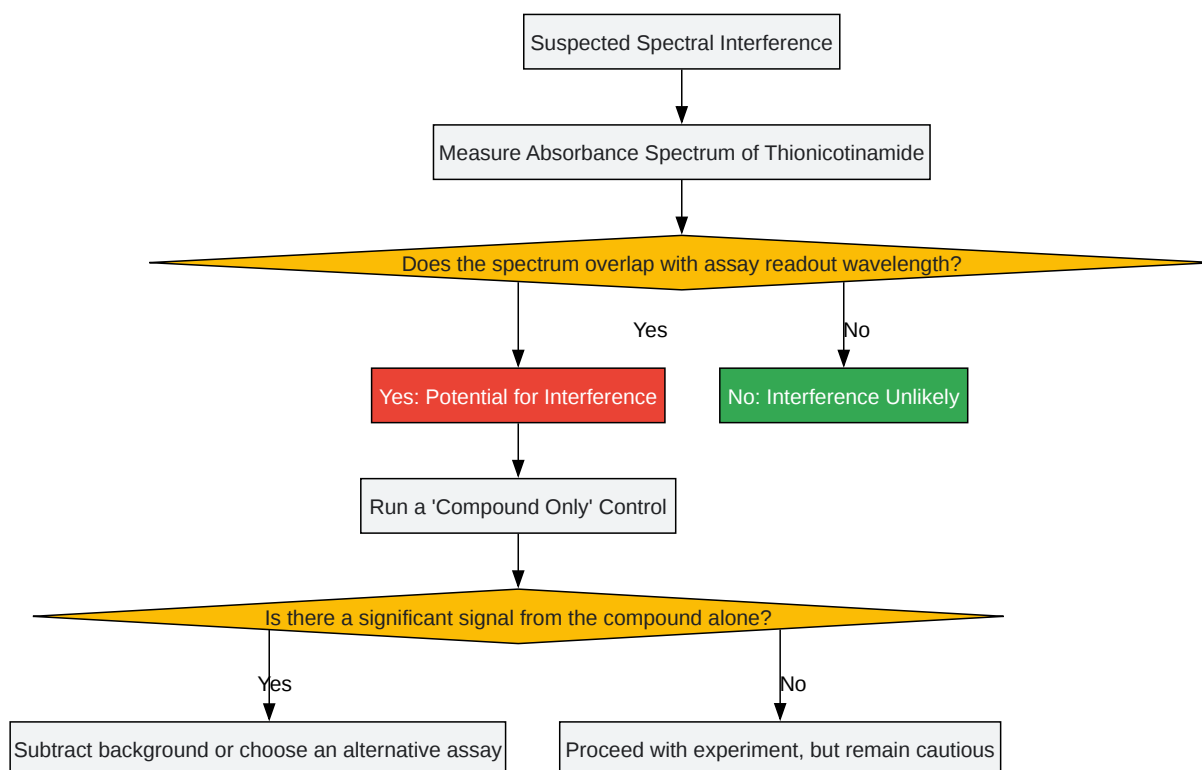 Suspected Spectral Interference
Measure Absorbance Spectrum of Thionicotinamide
Does the spectrum overlap with assay readout wavelength?
Yes
No
Yes: Potential for Interference
No: Interference Unlikely
Run a 'Compound Only' Control
Is there a significant signal from the compound alone?
Yes
No
Subtract background or choose an alternative assay
Proceed with experiment, but remain cautious